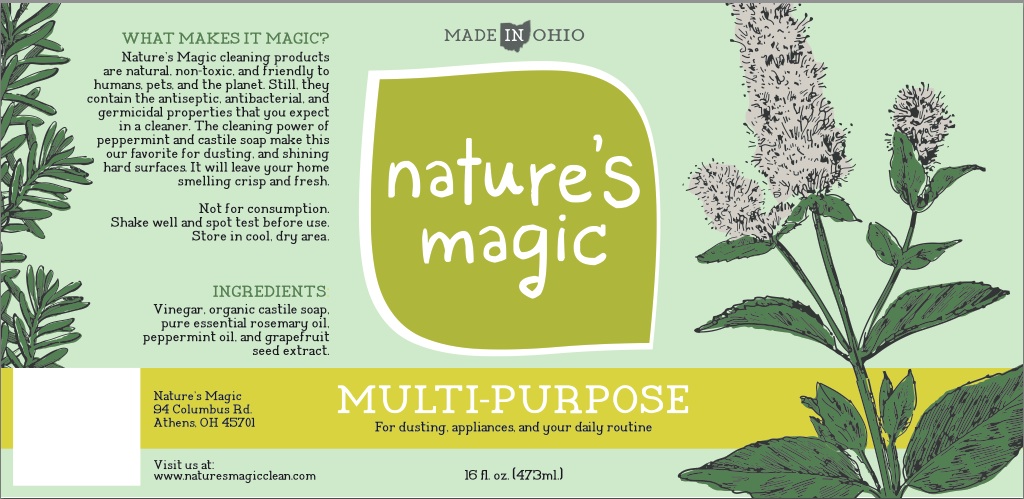 WHAT MAKES IT MAGIC?
Nature's Magic cleaning products
are natural, non-toxic, and friendly to
humans, pets, and the planet. Still, they
contain the antiseptic, antibacterial, and
germicidal properties that you expect
in a cleaner. The cleaning power of
peppermint and castile soap make this
our favorite for dusting, and shining
hard surfaces. It will leave your home
smelling crisp and fresh.
Not for consumption.
Shake well and spot test before use.
Store in cool, dry area.
INGREDIENTS:
Vinegar, organic castile soap,
pure essential rosemary oil,
peppermint oil, and grapefruit
seed extract.
Nature's Magic
94 Columbus Rd.
Athens, OH 45701
Visit us at:
www.naturesmagicclean.com
MADE IN OHIO
nature's
magic
MULTI-PURPOSE
For dusting, appliances, and your daily routine
16 fl. oz. (473ml.)